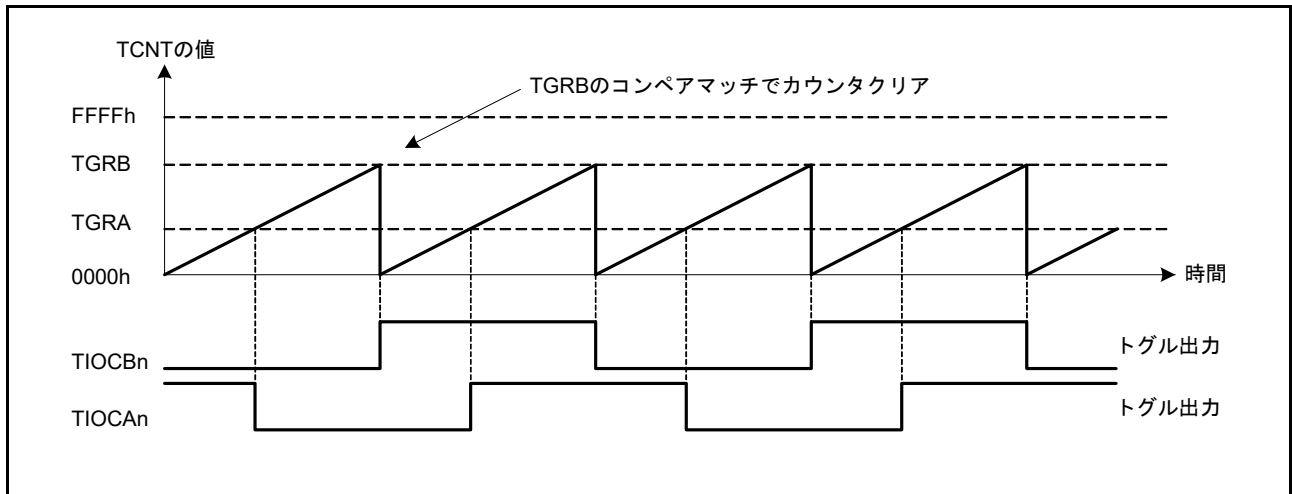 TCNTの値
TGRBのコンペアマッチでカウンタクリア
FFFFh
TGRB
TGRA
0000h
時間
TIOCBn
トグル出力
TIOCAn
トグル出力